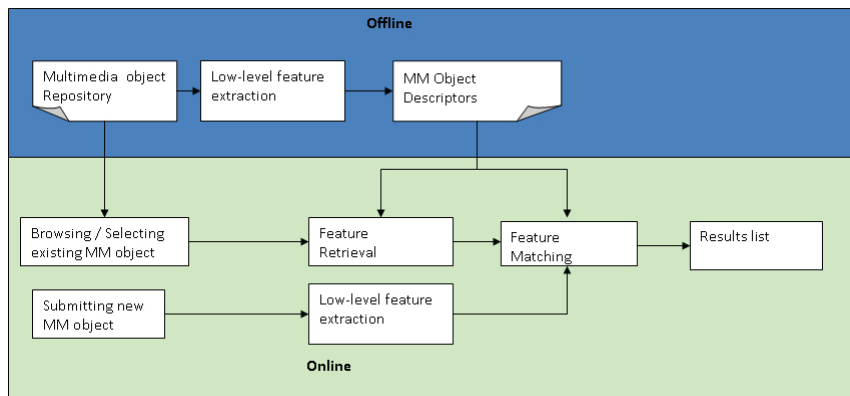 Offline
Multimedia object
Repository
Low-level feature
extraction
MM Object
Descriptors
Browsing / Selecting
existing MM object
Feature
Retrieval
Feature
Matching
Results list
Submitting new
MM object
Low-level feature
extraction
Online